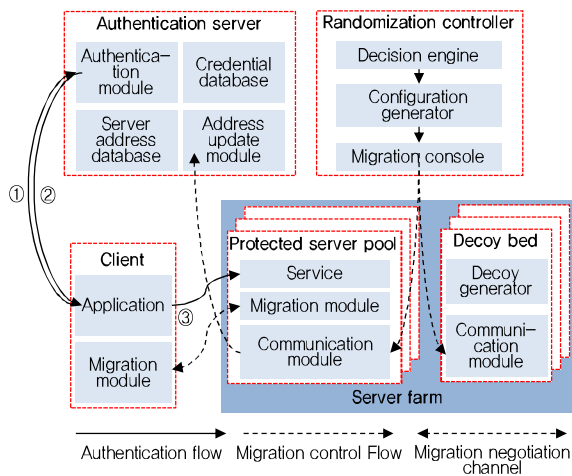 Authentication server
Authentica-
tion
module
Credential
database
Server
address
database
Address
update
module
Randomization controller
Decision engine
Configuration
generator
Migration console
①
②
Client
Application
③
Migration
module
Protected server pool
Service
Migration module
Communication
module
Decoy bed
Decoy
generator
Communi-
cation
module
Server farm
Authentication flow
Migration control Flow
Migration negotiation
channel